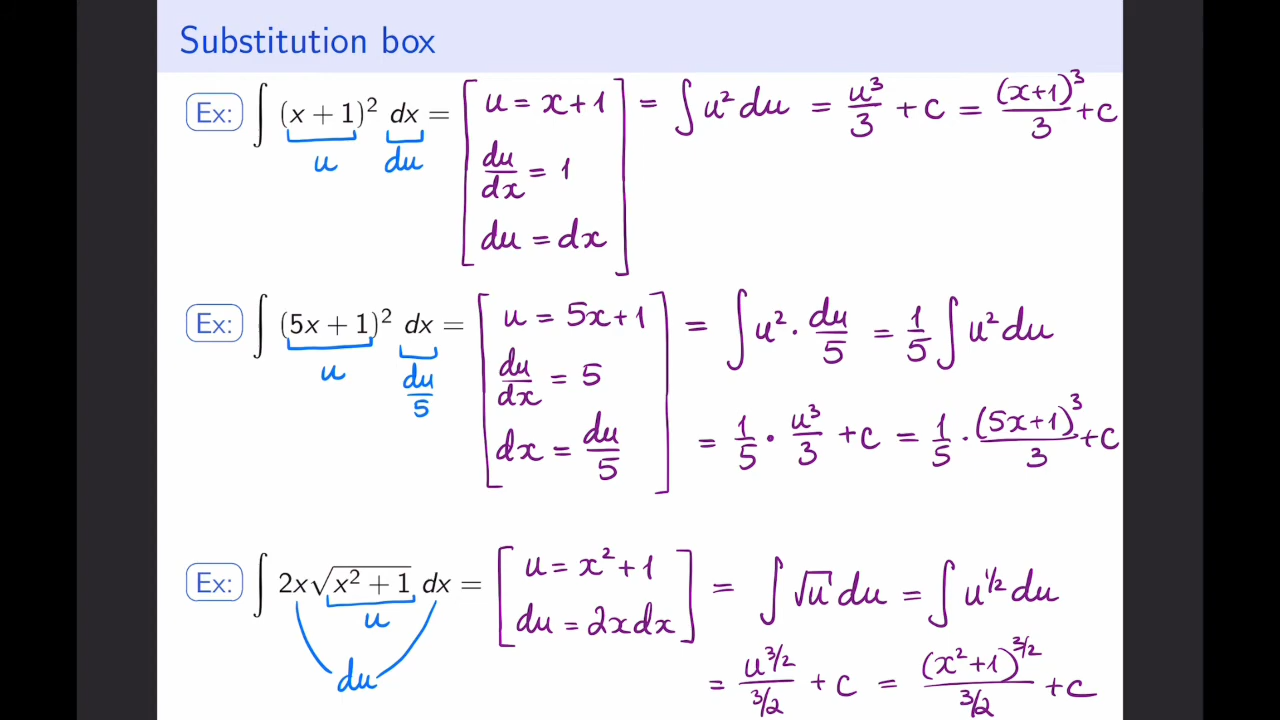 Substitution box
Ex: ∫ (x + 1)² dx = [ u = x+1 ] = ∫ u² du = u³/3 + c = (x+1)³/3 + c
u du
du/dx = 1
du = dx
Ex: ∫ (5x + 1)² dx = [ u = 5x+1 ] = ∫ u² · du/5 = 1/5 ∫ u² du
u du/5
du/dx = 5
dx = du/5
= 1/5 · u³/3 + c = 1/5 · (5x+1)³/3 + c
Ex: ∫ 2x√(x² + 1) dx = [ u = x²+1 ] = ∫ √u du = ∫ u^1/2 du
u
du = 2x dx
du
= u^3/2 / 3/2 + c = (x²+1)^3/2 / 3/2 + c